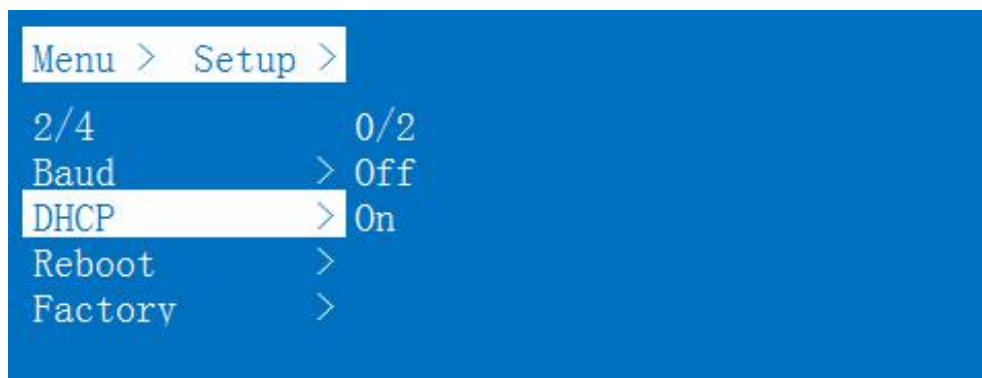 Menu > Setup >
2/4 0/2
Baud > Off
DHCP > On
Reboot >
Factory >